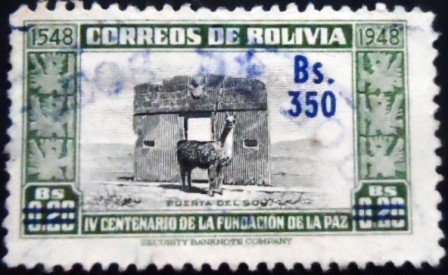 1548 CORREOS DE BOLIVIA 1948
Bs.
350
PUERTA DEL SOL
Bs Bs
0.20 0.20
IV CENTENARIO DE LA FUNDACION DE LA PAZ
SECURITY BANKNOTE COMPANY